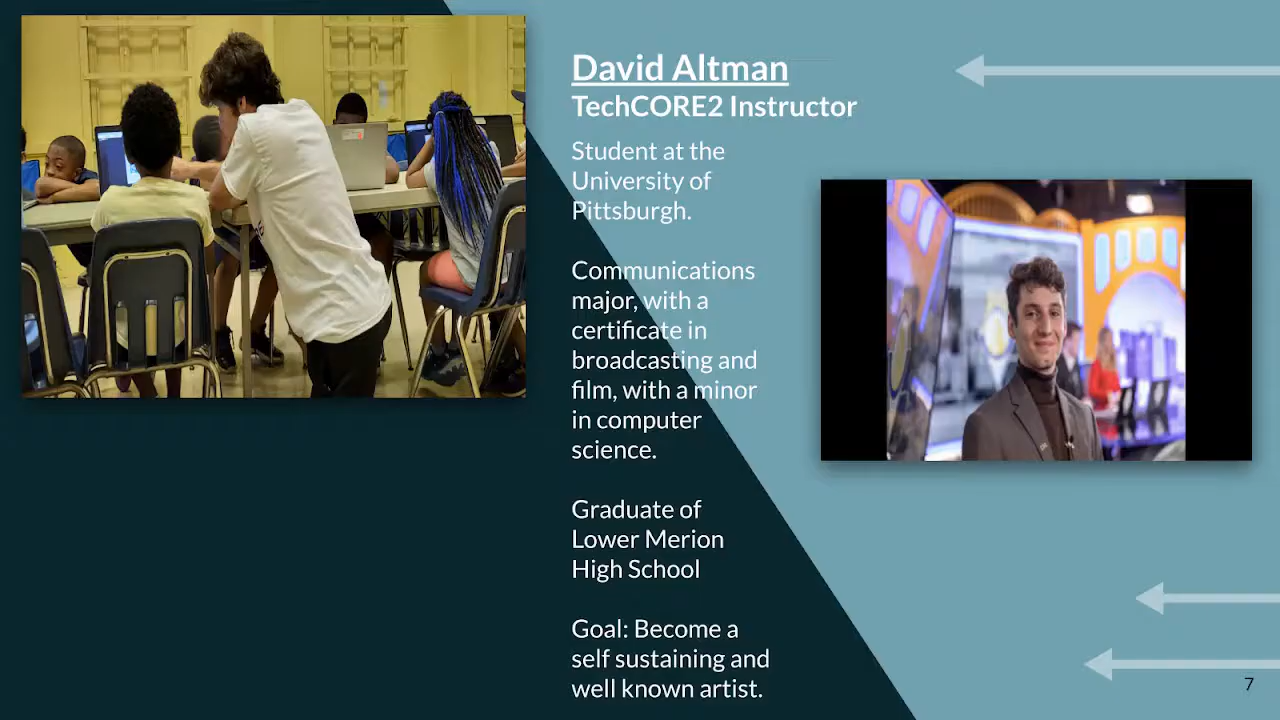 David Altman
TechCORE2 Instructor
Student at the
University of
Pittsburgh.
Communications
major, with a
certificate in
broadcasting and
film, with a minor
in computer
science.
Graduate of
Lower Merion
High School
Goal: Become a
self sustaining and
well known artist.
7